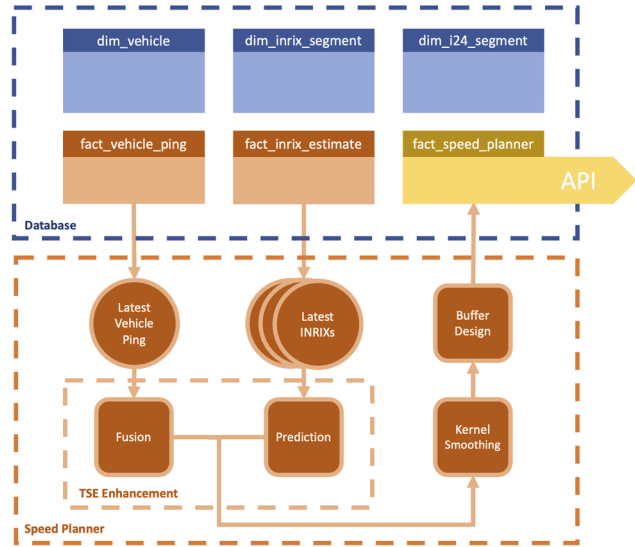 dim_vehicle
dim_inrix_segment
dim_i24_segment
fact_vehicle_ping
fact_inrix_estimate
fact_speed_planner
API
Database
Latest
Vehicle
Ping
Latest
INRIXs
Buffer
Design
Fusion
Prediction
Kernel
Smoothing
TSE Enhancement
Speed Planner